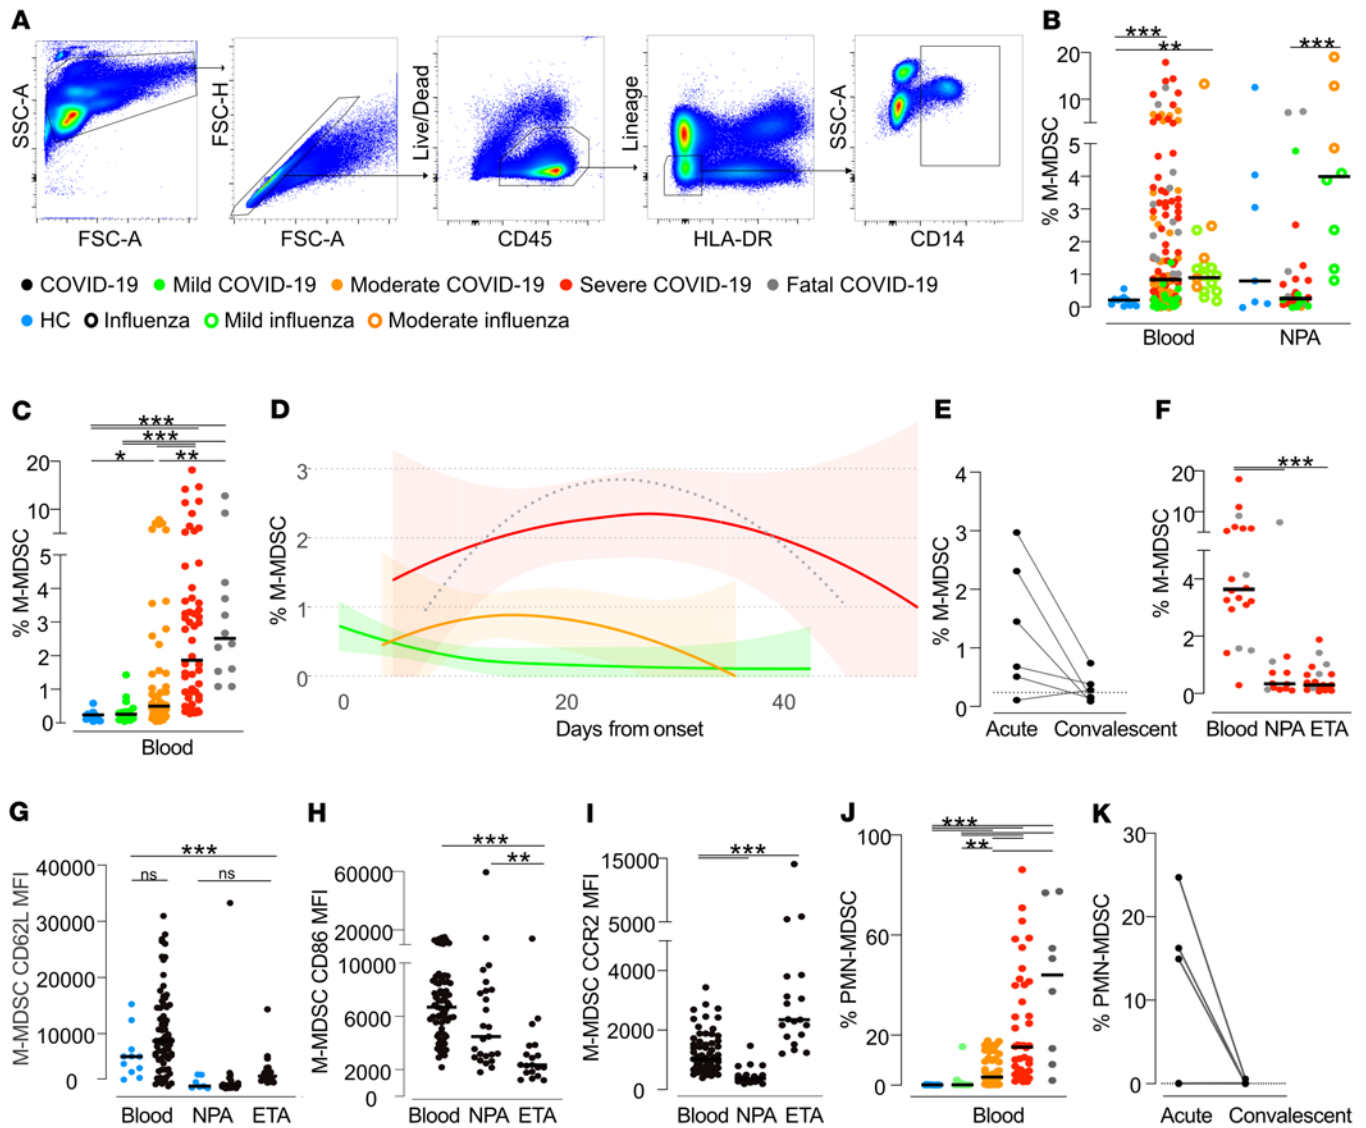 A
SSC-A
FSC-A
FSC-H
FSC-A
Live/Dead
CD45
Lineage
HLA-DR
SSC-A
CD14
COVID-19 Mild COVID-19 Moderate COVID-19 Severe COVID-19 Fatal COVID-19
HC Influenza Mild influenza Moderate influenza
B
% M-MDSC
20
10
5
4
3
2
1
0
***
**
***
Blood NPA
C
% M-MDSC
20
10
5
4
3
2
1
0
***
***
* **
Blood
D
% M-MDSC
3
2
1
0
0 20 40
Days from onset
E
% M-MDSC
4
3
2
1
0
Acute Convalescent
F
% M-MDSC
20
10
4
2
0
***
Blood NPA ETA
G
M-MDSC CD62L MFI
40000
30000
20000
10000
0
***
ns ns
Blood NPA ETA
H
M-MDSC CD86 MFI
60000
20000
10000
6000
2000
0
***
**
Blood NPA ETA
I
M-MDSC CCR2 MFI
15000
5000
4000
2000
0
***
Blood NPA ETA
J
% PMN-MDSC
100
60
20
0
***
**
Blood
K
% PMN-MDSC
30
20
10
0
Acute Convalescent